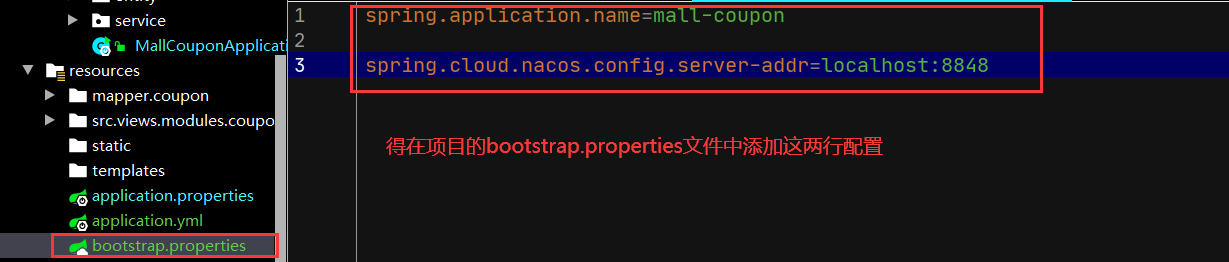 entity
service
MallCouponApplicati
resources
mapper.coupon
src.views.modules.coupo
static
templates
application.properties
application.yml
bootstrap.properties
1 spring.application.name=mall-coupon
2
3 spring.cloud.nacos.config.server-addr=localhost:8848
得在项目的bootstrap.properties文件中添加这两行配置